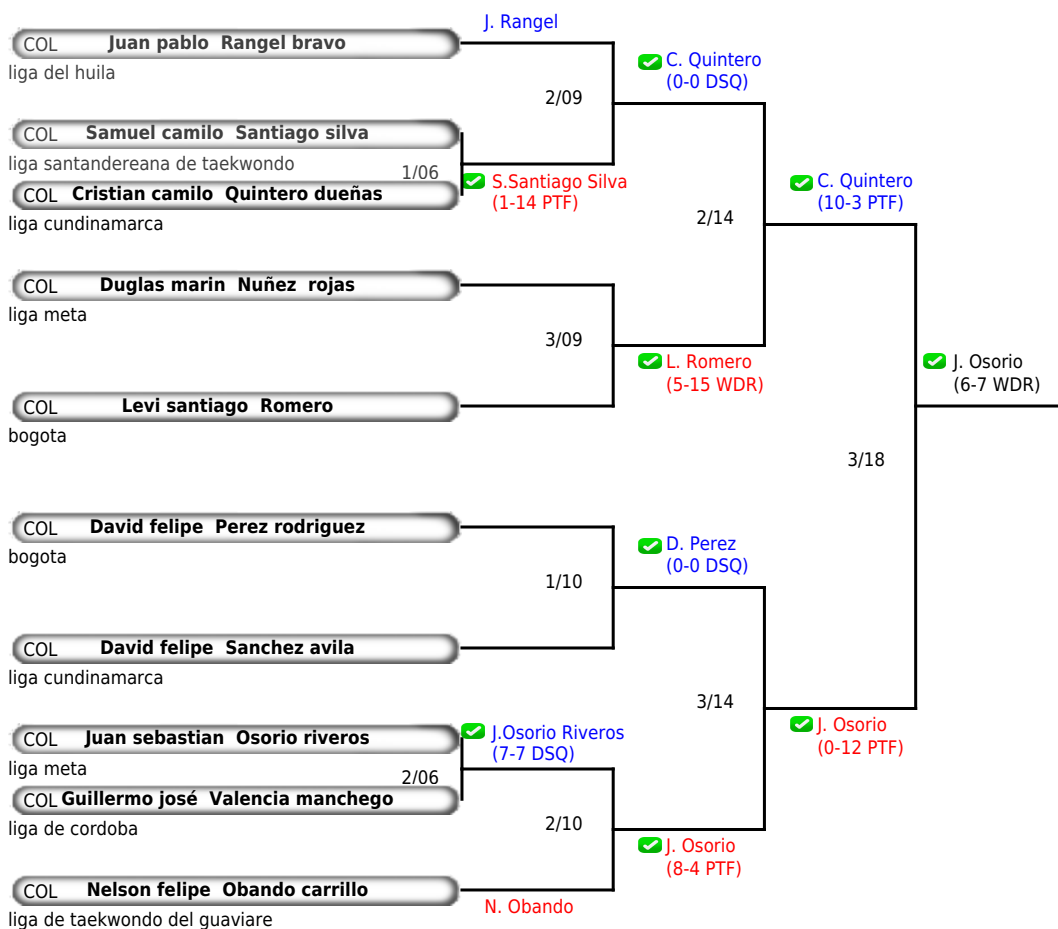 J. Rangel
COL Juan pablo Rangel bravo
liga del huila
C. Quintero
(0-0 DSQ)
2/09
COL Samuel camilo Santiago silva
liga santandereana de taekwondo
1/06
COL Cristian camilo Quintero dueñas
liga cundinamarca
S.Santiago Silva
(1-14 PTF)
C. Quintero
(10-3 PTF)
2/14
COL Duglas marin Nuñez rojas
liga meta
3/09
L. Romero
(5-15 WDR)
J. Osorio
(6-7 WDR)
COL Levi santiago Romero
bogota
3/18
COL David felipe Perez rodriguez
bogota
D. Perez
(0-0 DSQ)
1/10
COL David felipe Sanchez avila
liga cundinamarca
3/14
COL Juan sebastian Osorio riveros
liga meta
J.Osorio Riveros
(7-7 DSQ)
J. Osorio
(0-12 PTF)
2/06
COL Guillermo josé Valencia manchego
liga de cordoba
2/10
J. Osorio
(8-4 PTF)
COL Nelson felipe Obando carrillo
liga de taekwondo del guaviare
N. Obando